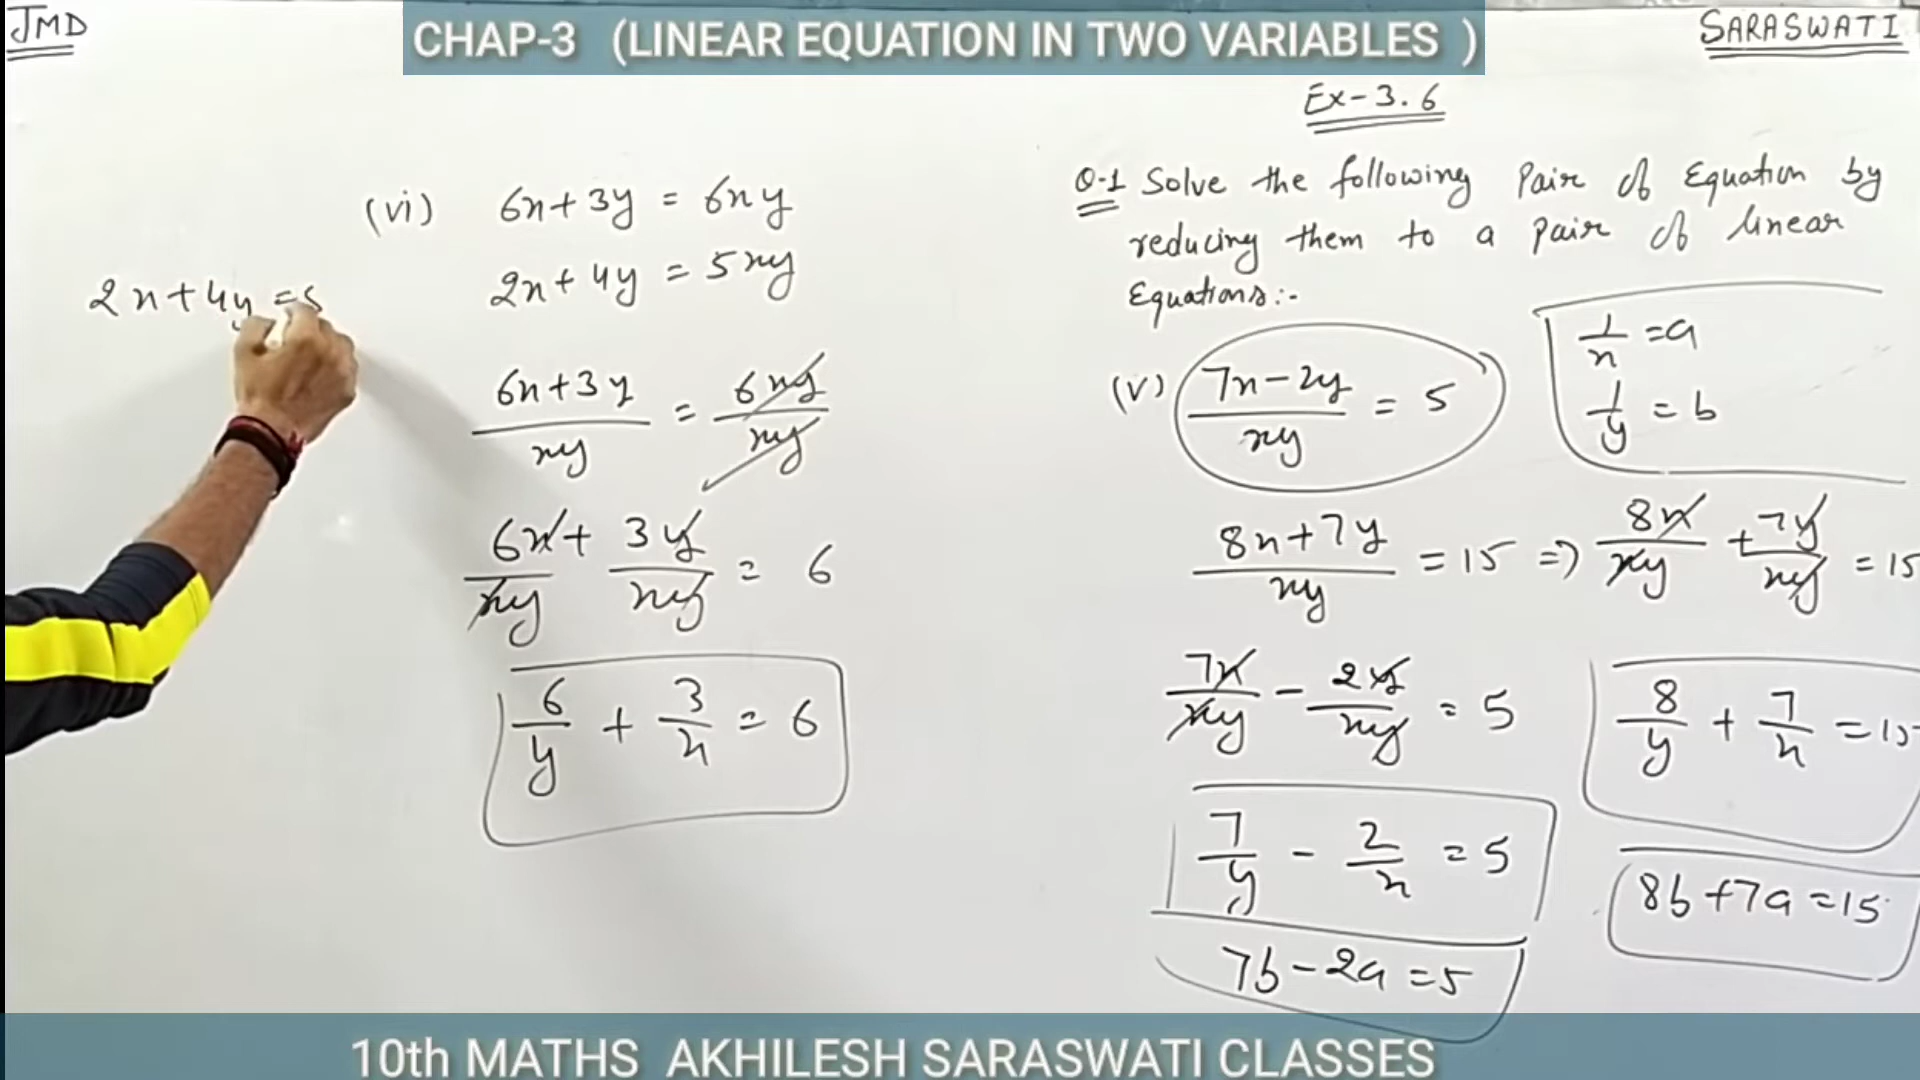 JMD
CHAP-3 (LINEAR EQUATION IN TWO VARIABLES )
SARASWATI
Ex-3.6
(vi) 6x+3y = 6xy
2x+4y = 5xy
2x+4y =5
6x+3y/xy = 6xy/xy
6x/xy + 3y/xy = 6
6/y + 3/x = 6
Q-1 Solve the following Pair of Equation by
reducing them to a pair of linear
Equations:-
1/x = a
1/y = b
(v) 7x-2y/xy = 5
8x+7y/xy = 15 ⇒ 8x/xy + 7y/xy = 15
7x/xy - 2y/xy = 5
8/y + 7/x = 15
7/y - 2/x = 5
8b+7a=15
7b-2a=5
10th MATHS AKHILESH SARASWATI CLASSES